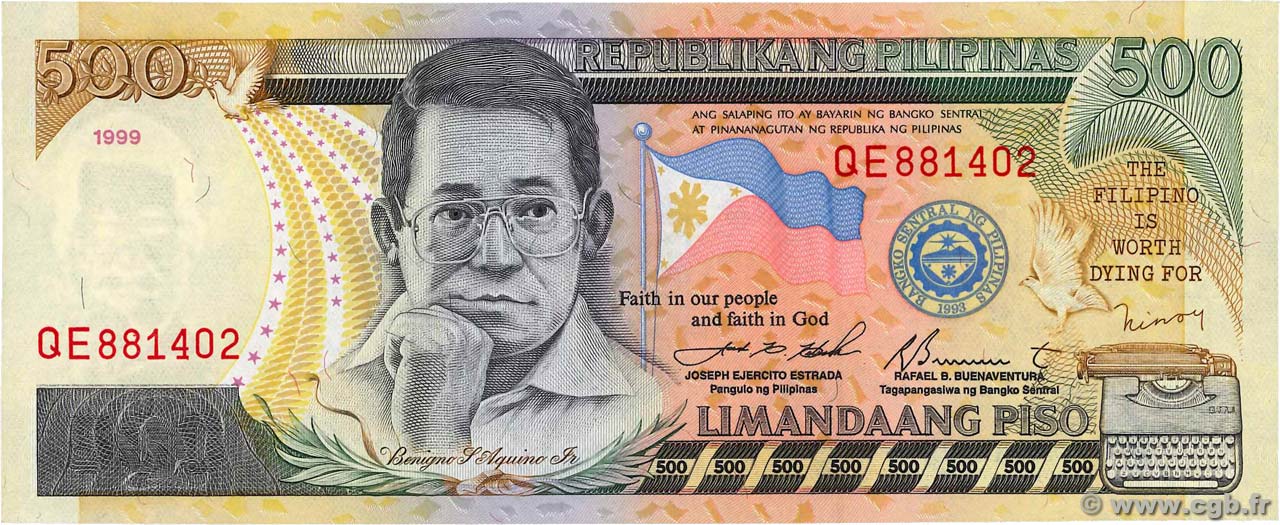 500
REPUBLIKA NG PILIPINAS
500
1999
ANG SALAPING ITO AY BAYARIN NG BANGKO SENTRAL
AT PINANANAGUTAN NG REPUBLIKA NG PILIPINAS
QE881402
THE
FILIPINO
IS
WORTH
DYING FOR
Ninoy
BANGKO SENTRAL NG PILIPINAS
1993
Faith in our people
and faith in God
QE881402
JOSEPH EJERCITO ESTRADA
Pangulo ng Pilipinas
RAFAEL B. BUENAVENTURA
Tagapangasiwa ng Bangko Sentral
LIMANDAANG PISO
Benigno S Aquino Jr
500 500 500 500 500 500 500
© www.cgb.fr